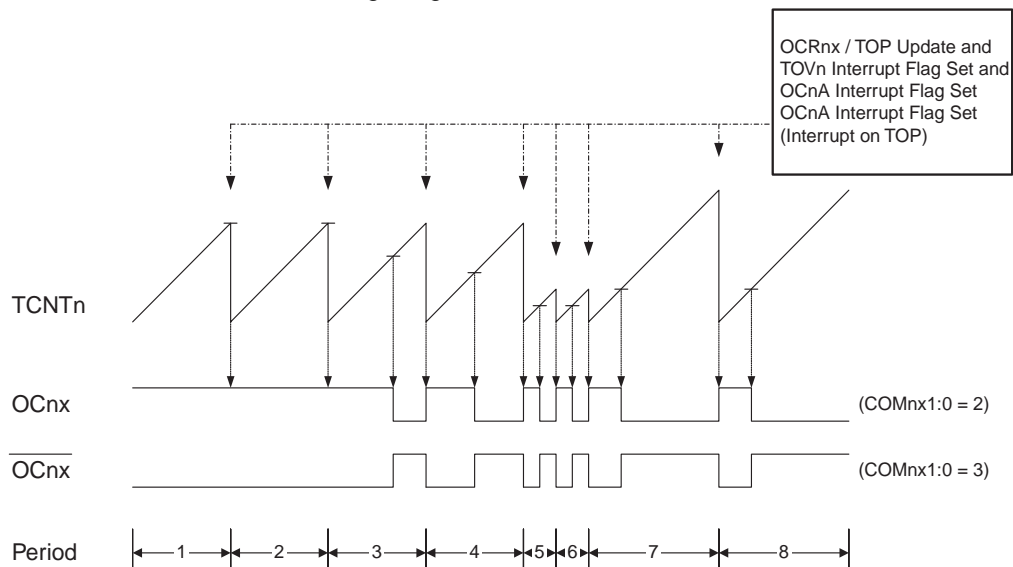 OCRnx / TOP Update and
TOVn Interrupt Flag Set and
OCnA Interrupt Flag Set
OCnA Interrupt Flag Set
(Interrupt on TOP)
TCNTn
OCnx
(COMnx1:0 = 2)
OCnx
(COMnx1:0 = 3)
Period
1 2 3 4 5 6 7 8